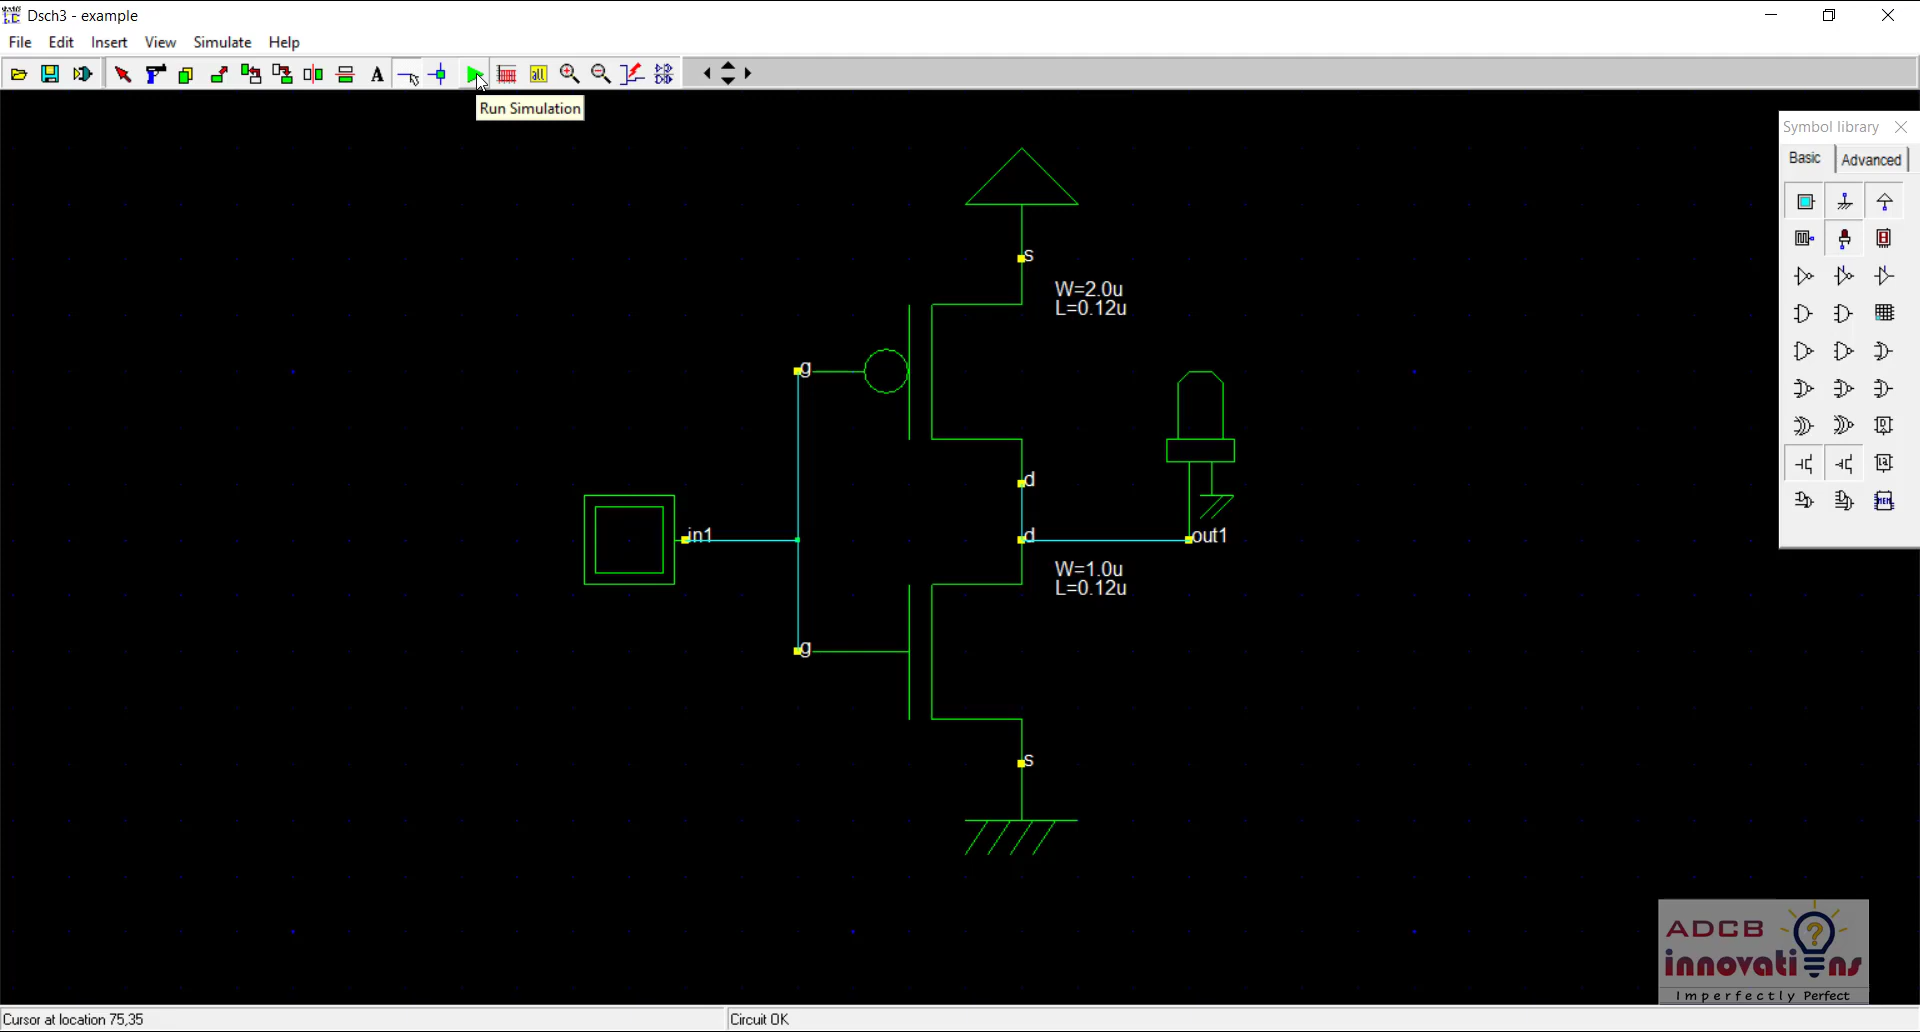 Dsch3 - example
File Edit Insert View Simulate Help
A all
Run Simulation
Symbol library
Basic Advanced
s
W=2.0u
L=0.12u
g
d
in1
d
out1
W=1.0u
L=0.12u
g
s
ADCB
innovati?ns
Imperfectly Perfect
Cursor at location 75,35
Circuit OK